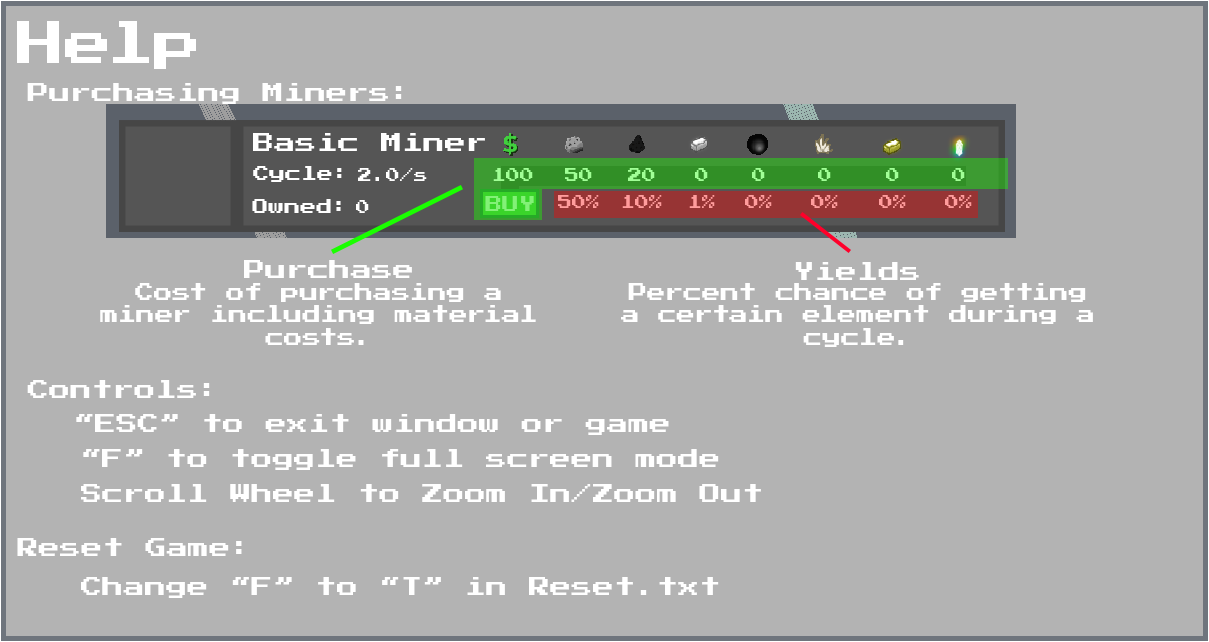 Help
Purchasing Miners:
Basic Miner $
Cycle: 2.0/s 100 50 20 0 0 0 0 0
Owned: 0 BUY 50% 10% 1% 0% 0% 0% 0%
Purchase
Cost of purchasing a
miner including material
costs.
Yields
Percent chance of getting
a certain element during a
cycle.
Controls:
“ESC” to exit window or game
“F” to toggle full screen mode
Scroll Wheel to Zoom In/Zoom Out
Reset Game:
Change “F” to “T” in Reset.txt